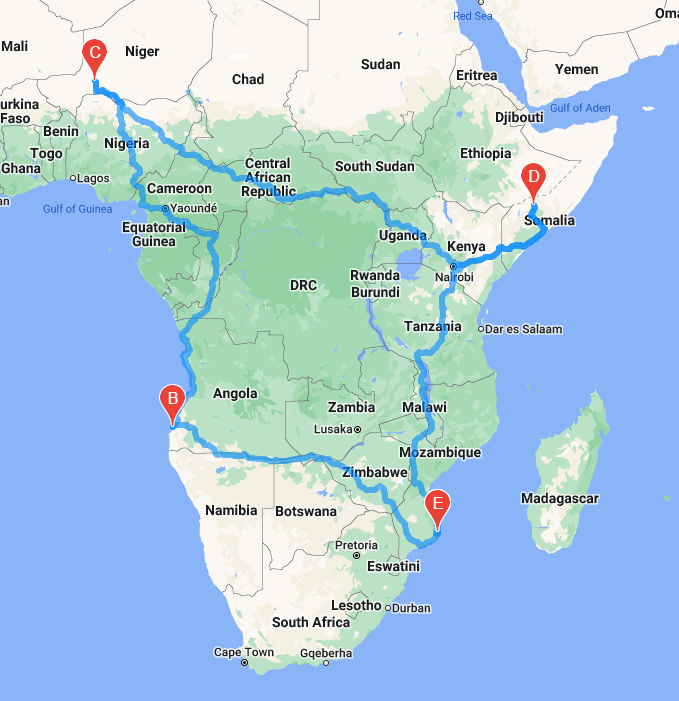 Red Sea
Oma
Mali
Niger
C
Chad
Sudan
Eritrea
Yemen
urkina
Faso
Gulf of Aden
Djibouti
Benin
Nigeria
Togo
Ghana
Lagos
Central
African
Republic
South Sudan
Ethiopia
D
Cameroon
an
Gulf of Guinea
Yaoundé
Equatorial
Guinea
Somalia
Uganda
Kenya
Nairobi
Rwanda
Burundi
DRC
Tanzania
Dar es Salaam
B
Angola
Zambia
Malawi
Lusaka
Mozambique
Zimbabwe
E
Madagascar
Namibia
Botswana
Pretoria
Eswatini
Lesotho
Durban
South Africa
Cape Town
Gqeberha